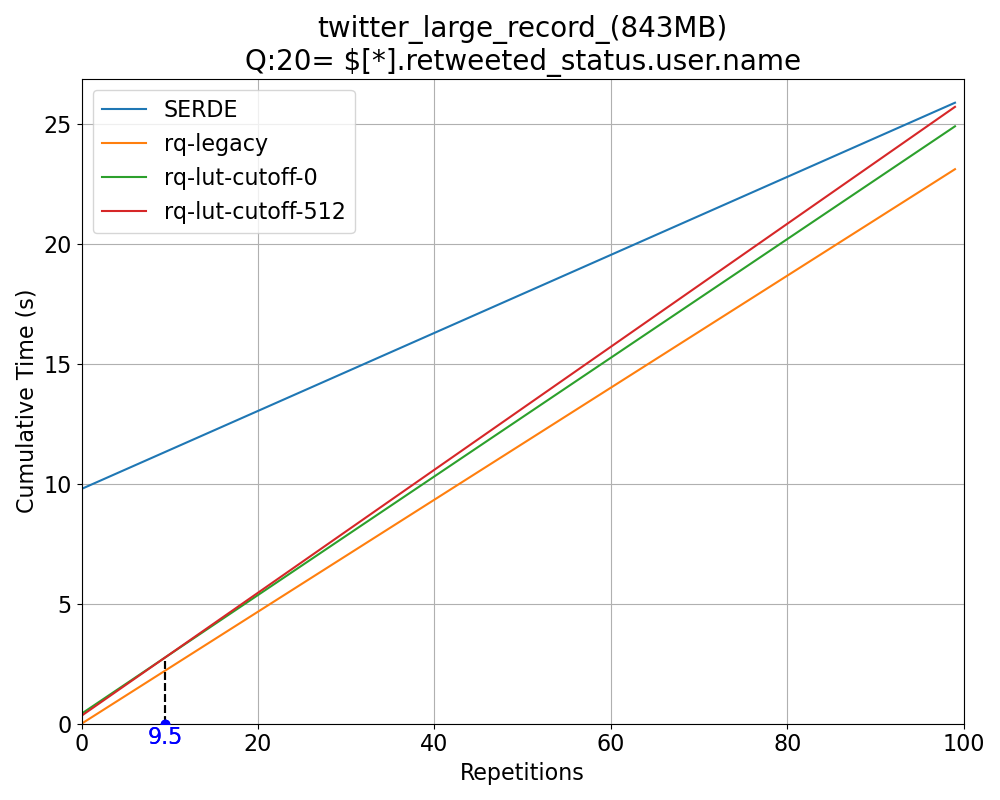 twitter_large_record_(843MB)
Q:20= $[*].retweeted_status.user.name
SERDE
rq-legacy
rq-lut-cutoff-0
rq-lut-cutoff-512
Cumulative Time (s)
25
20
15
10
5
0
0 20 40 60 80 100
9.5
Repetitions